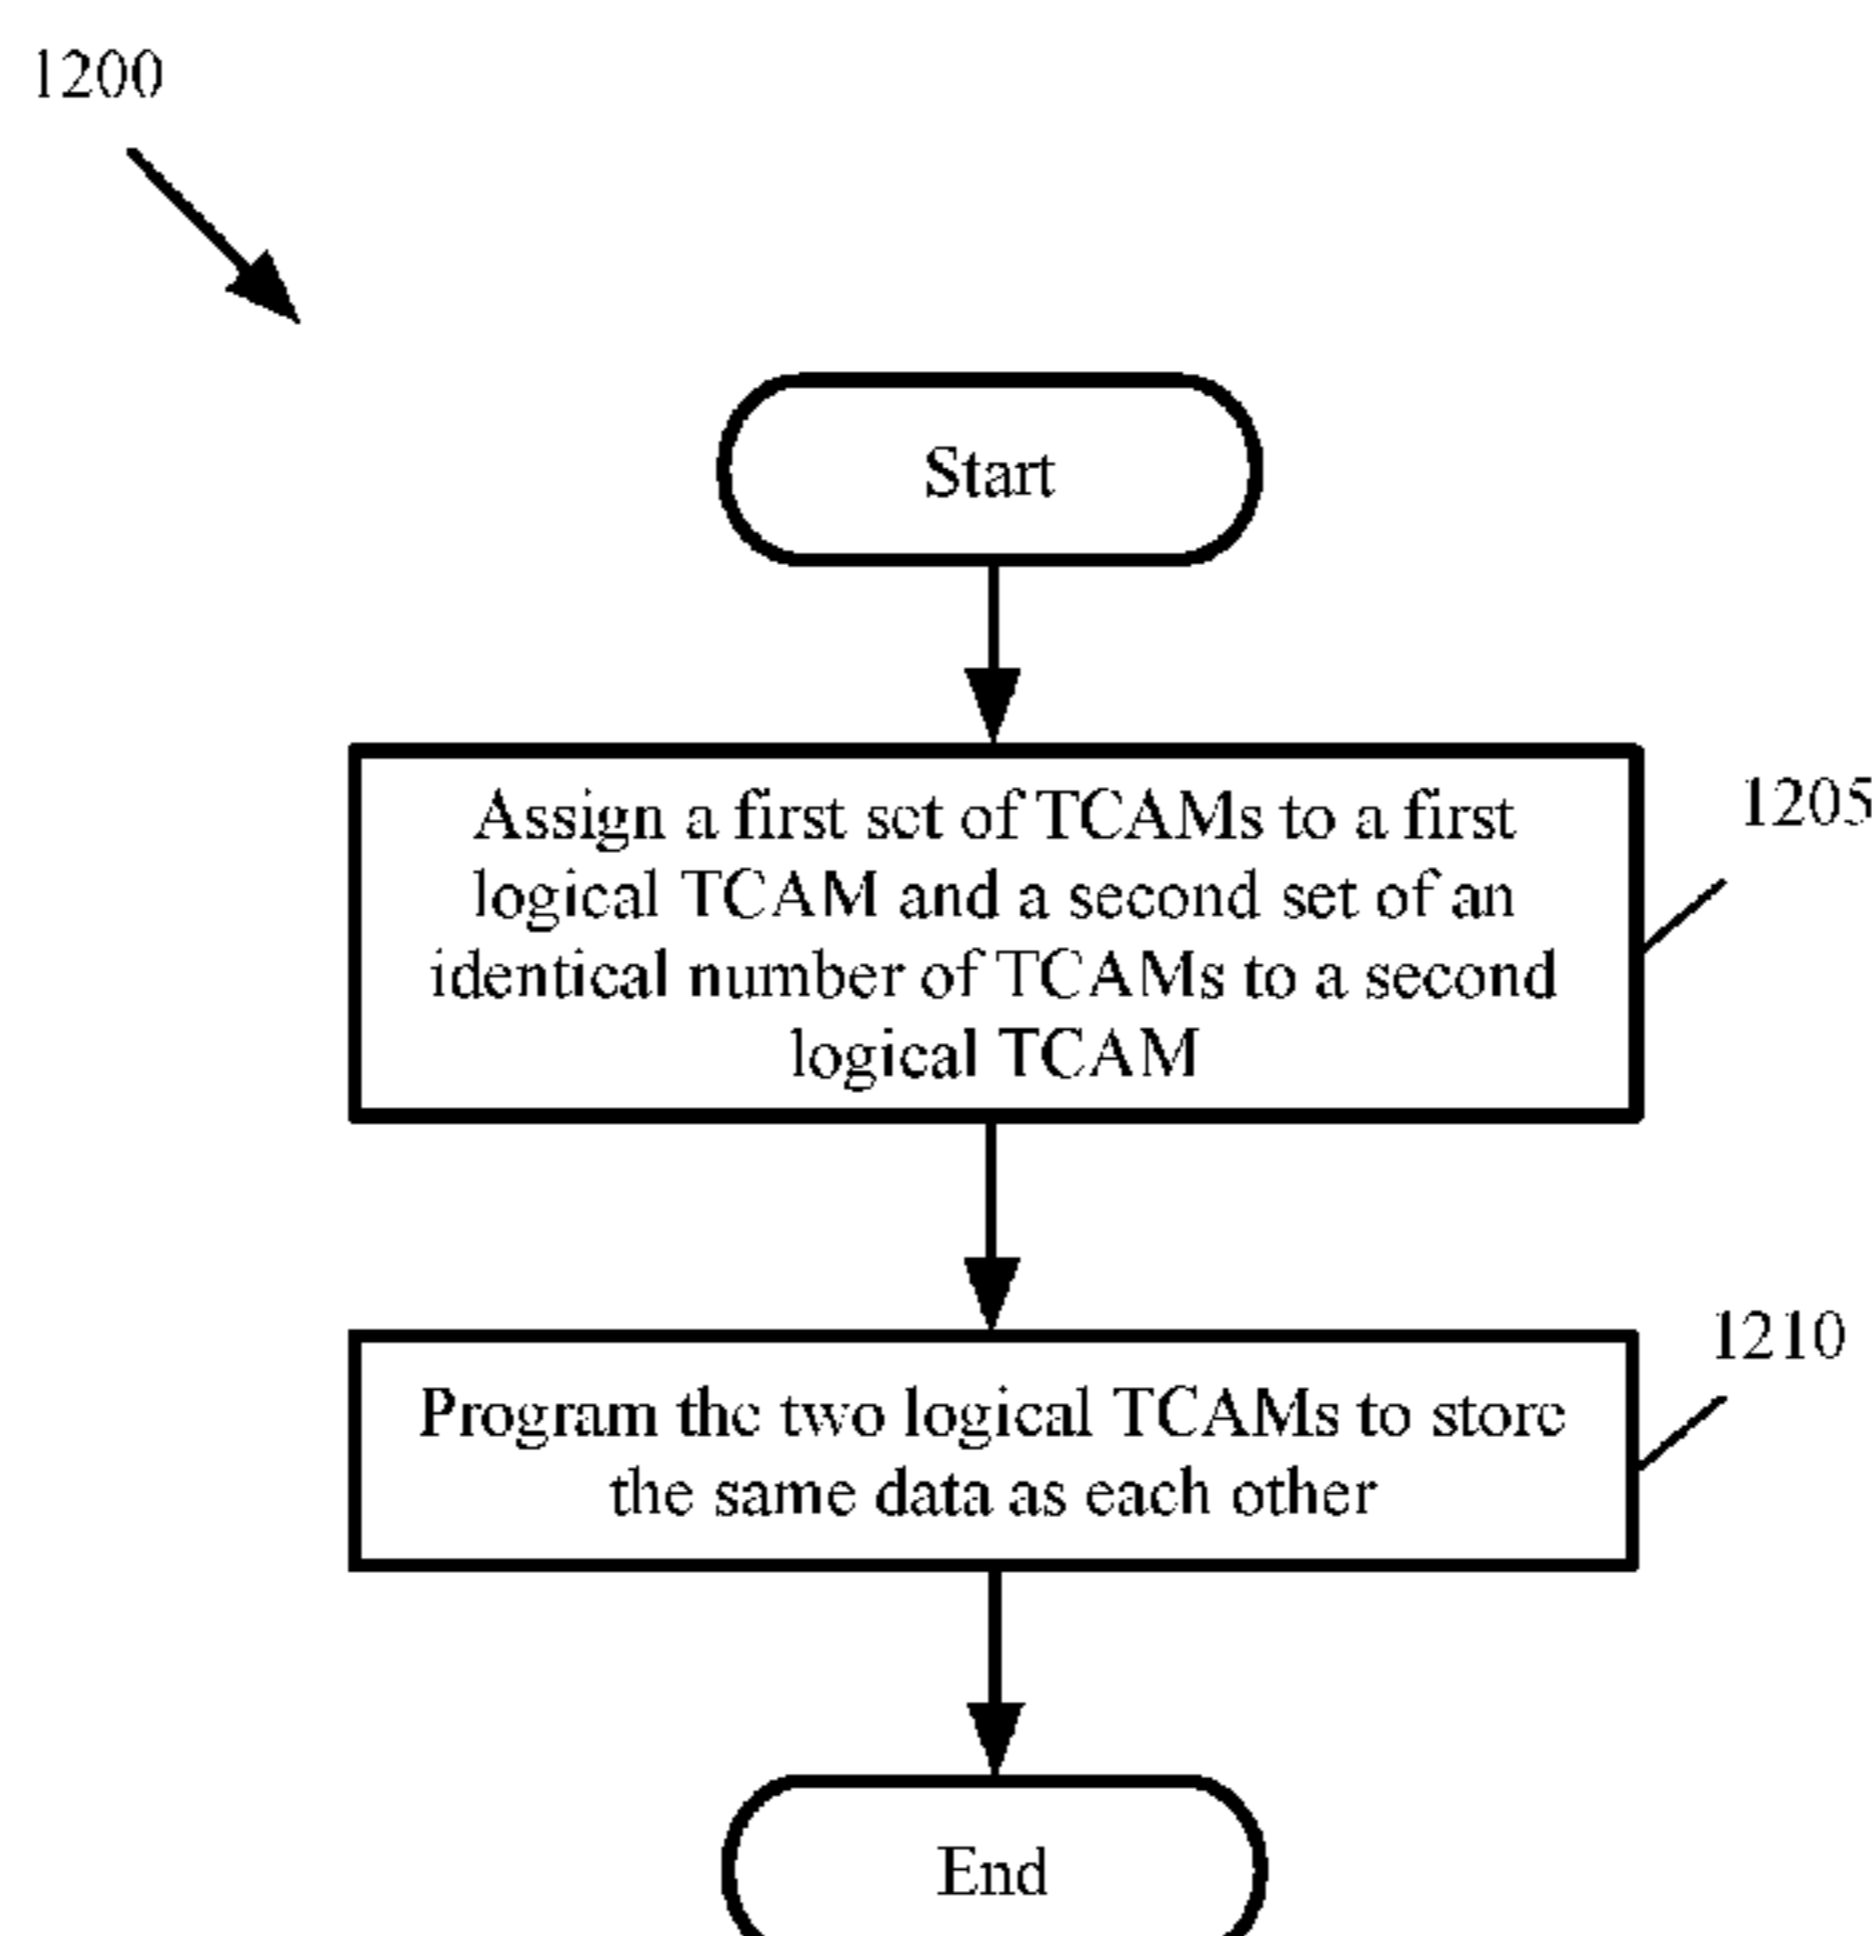 1200
Start
Assign a first set of TCAMs to a first
logical TCAM and a second set of an
identical number of TCAMs to a second
logical TCAM
1205
Program the two logical TCAMs to store
the same data as each other
1210
End